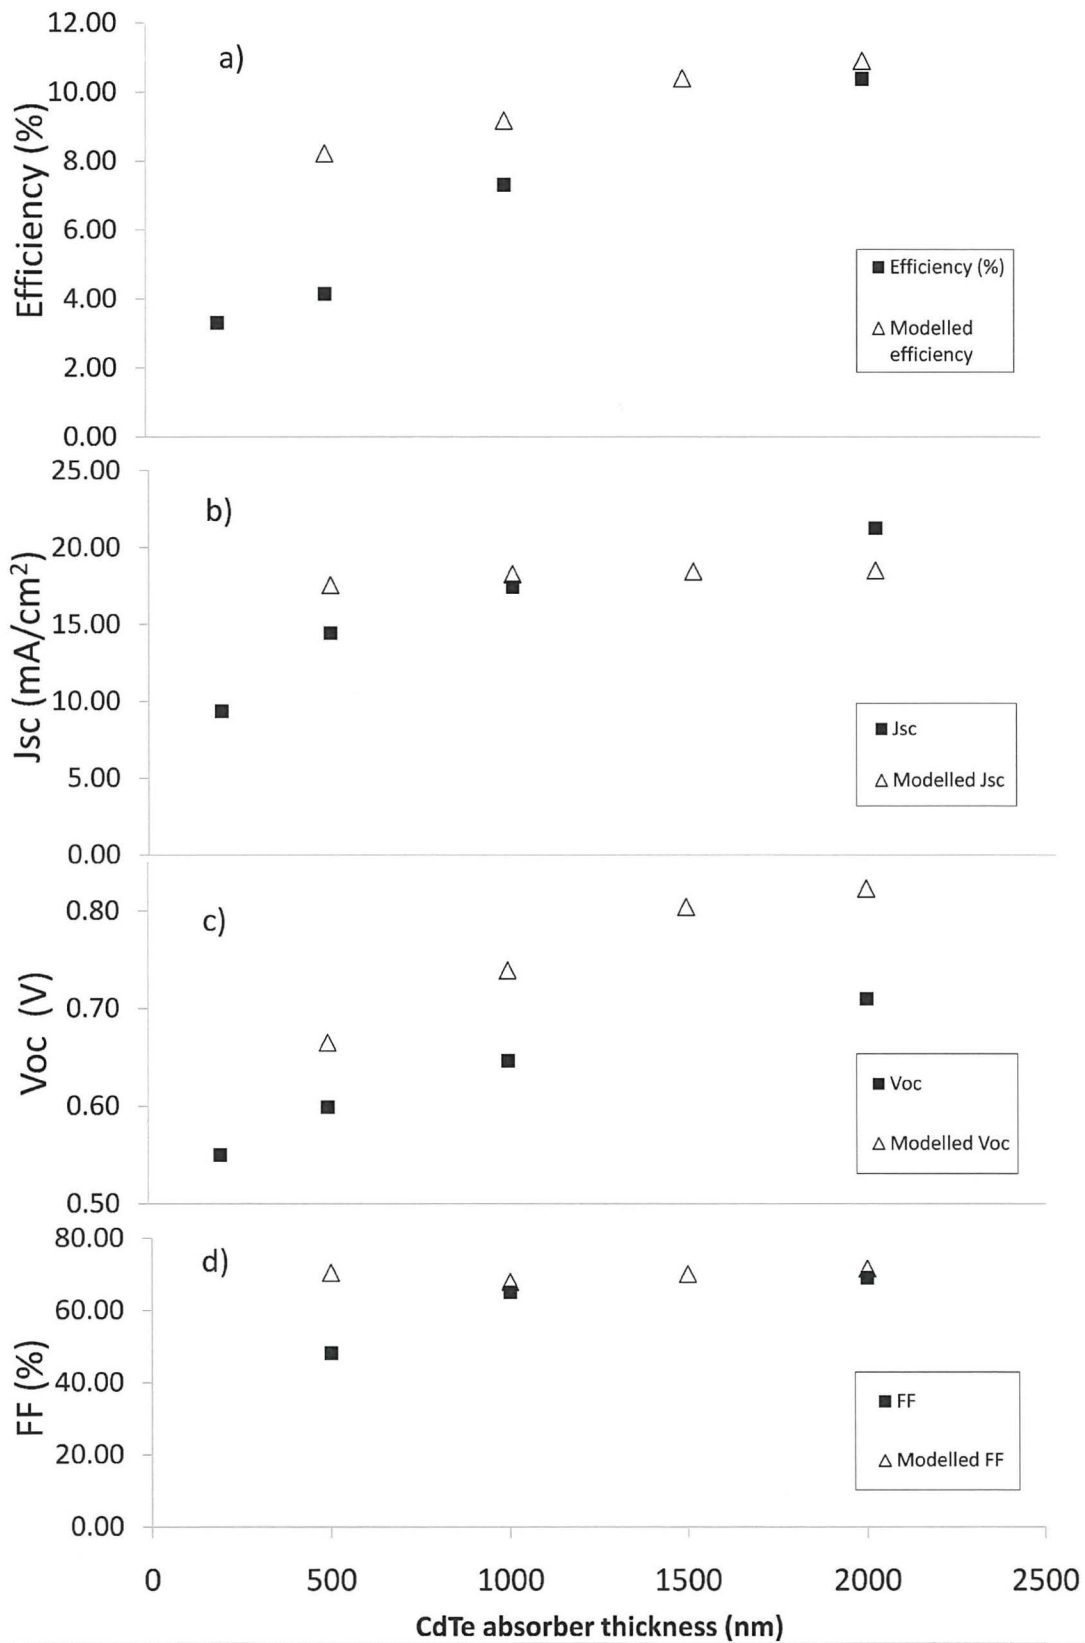 12.00
a)
10.00
8.00
6.00
4.00
2.00
0.00
Efficiency (%)
Efficiency (%)
Modelled
efficiency
25.00
b)
20.00
15.00
10.00
5.00
0.00
Jsc (mA/cm²)
Jsc
Modelled Jsc
0.80
c)
0.70
0.60
0.50
Voc (V)
Voc
Modelled Voc
80.00
d)
60.00
40.00
20.00
0.00
FF (%)
FF
Modelled FF
0 500 1000 1500 2000 2500
CdTe absorber thickness (nm)